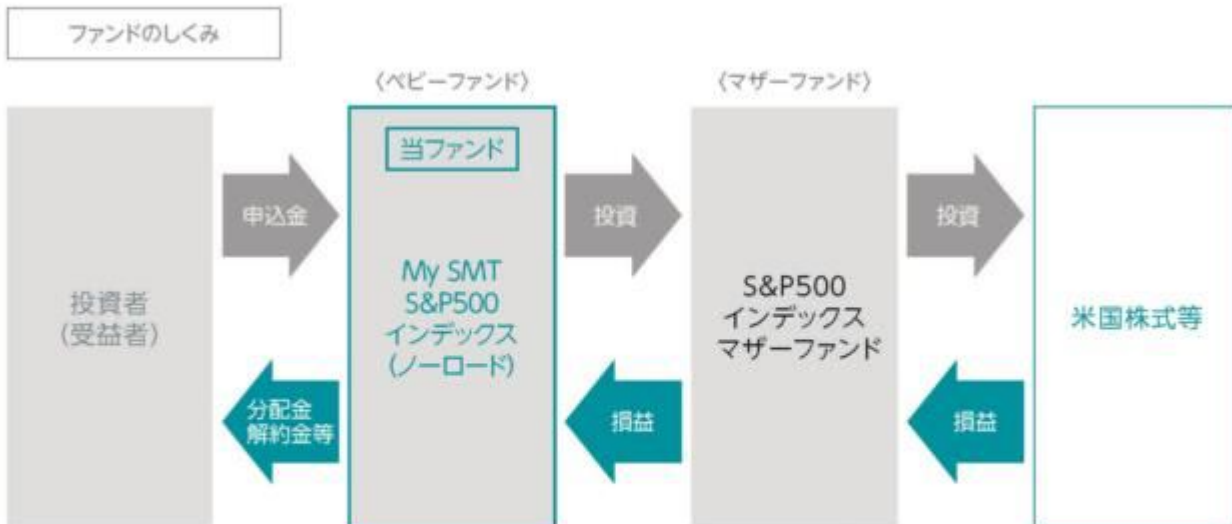 ファンドのしくみ
〈ベビーファンド〉
〈マザーファンド〉
投資者
(受益者)
申込金
分配金
解約金等
当ファンド
My SMT
S&P500
インデックス
(ノーロード)
投資
損益
S&P500
インデックス
マザーファンド
投資
損益
米国株式等